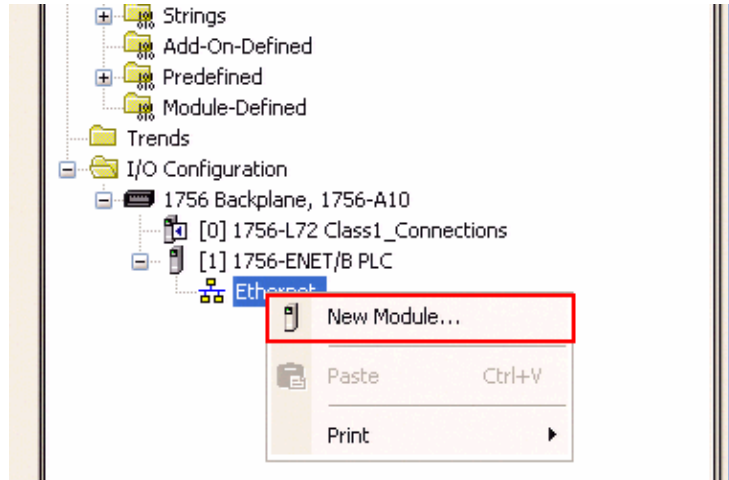 Strings
Add-On-Defined
Predefined
Module-Defined
Trends
I/O Configuration
1756 Backplane, 1756-A10
[0] 1756-L72 Class1_Connections
[1] 1756-ENET/B PLC
Ethernet
New Module...
Paste Ctrl+V
Print